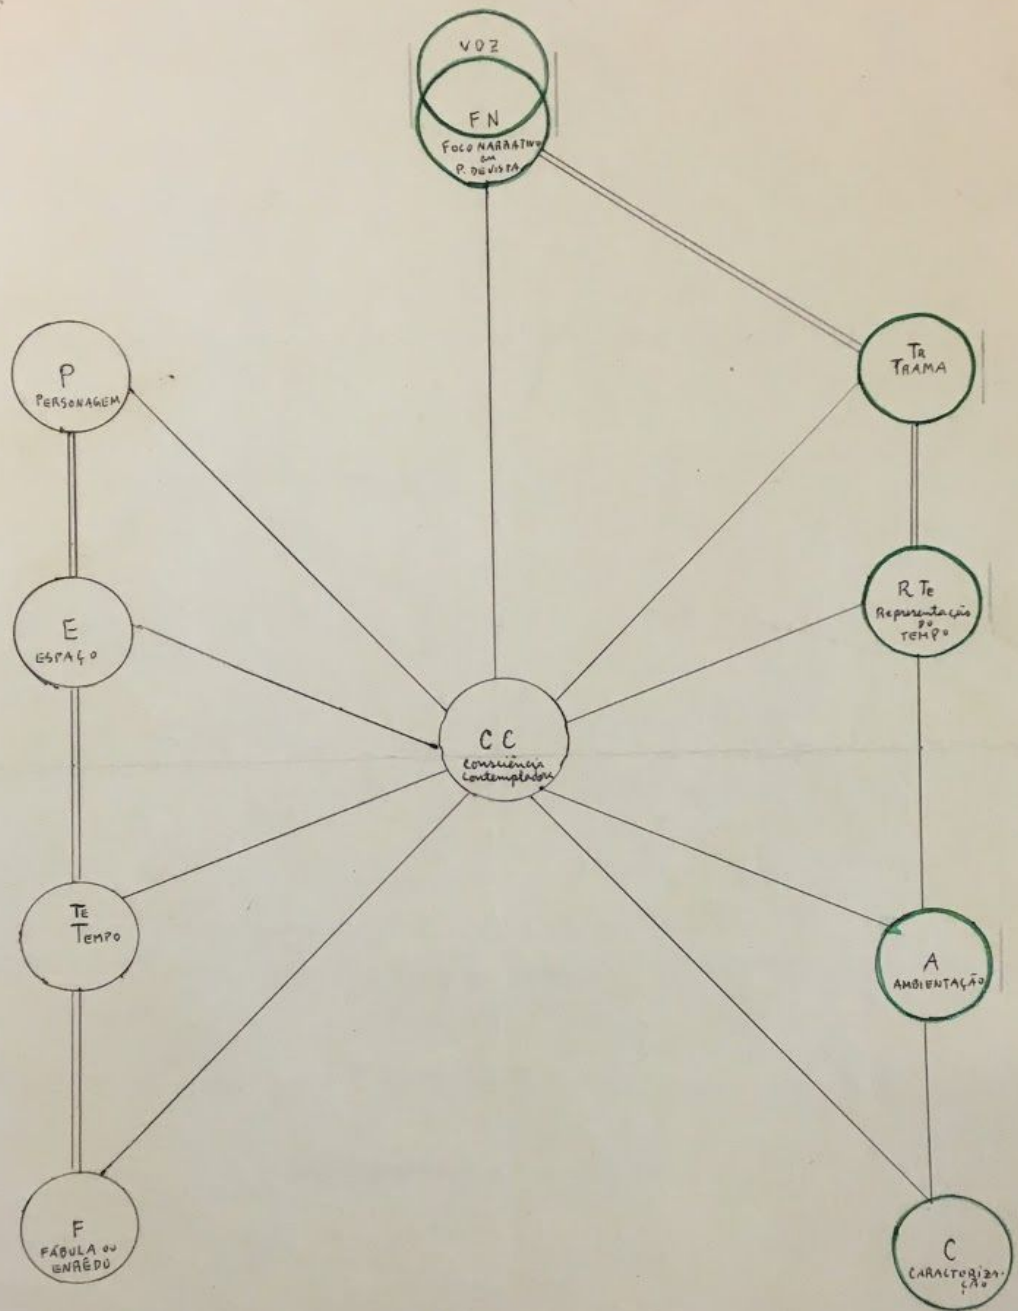 VOZ
FN
FOCO NARRATIVO
ou
P. DE VISTA
P
PERSONAGEM
TR
TRAMA
E
ESPAÇO
R Te
Representação
DO
TEMPO
CC
Consciência
Contempladora
TE
TEMPO
A
AMBIENTAÇÃO
F
FÁBULA OU
ENRÊDO
C
CARACTORIZA-
ÇÃO